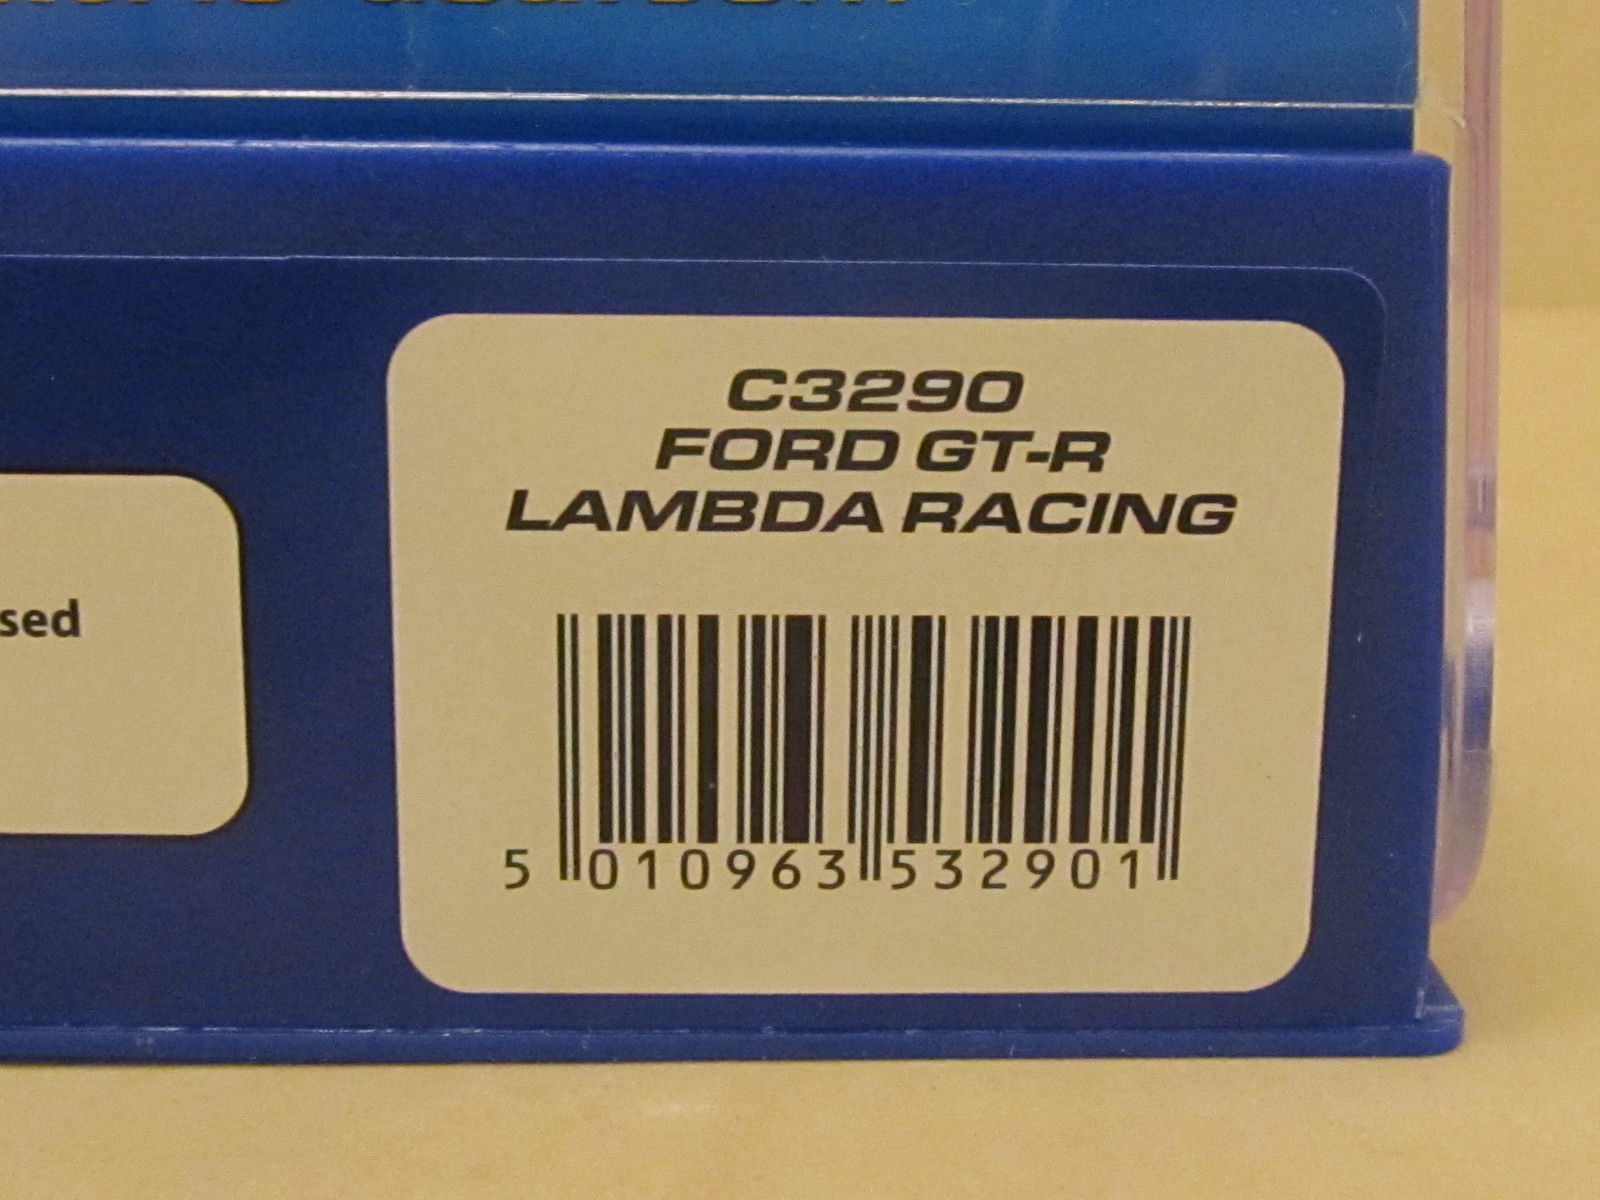 C3290
FORD GT-R
LAMBDA RACING
sed
5 010963 532901